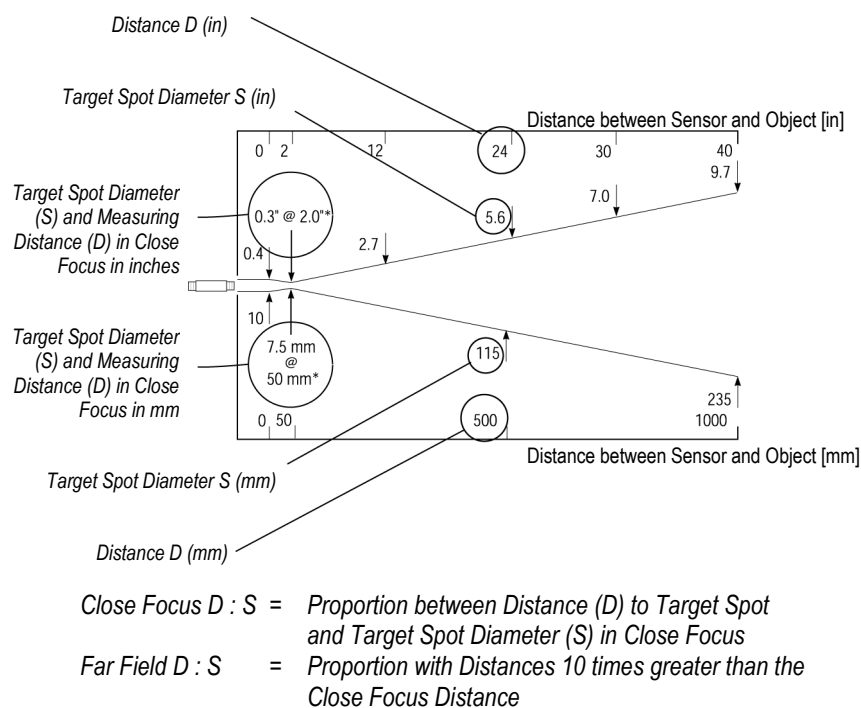 Distance D (in)
Target Spot Diameter S (in)
Distance between Sensor and Object [in]
0 2 12 24 30 40
9.7
7.0
5.6
2.7
0.4
Target Spot Diameter
(S) and Measuring
Distance (D) in Close
Focus in inches
0.3" @ 2.0"*
10
Target Spot Diameter
(S) and Measuring
Distance (D) in Close
Focus in mm
7.5 mm
@
50 mm*
115
235
0 50 500 1000
Distance between Sensor and Object [mm]
Target Spot Diameter S (mm)
Distance D (mm)
Close Focus D : S = Proportion between Distance (D) to Target Spot
and Target Spot Diameter (S) in Close Focus
Far Field D : S = Proportion with Distances 10 times greater than the
Close Focus Distance